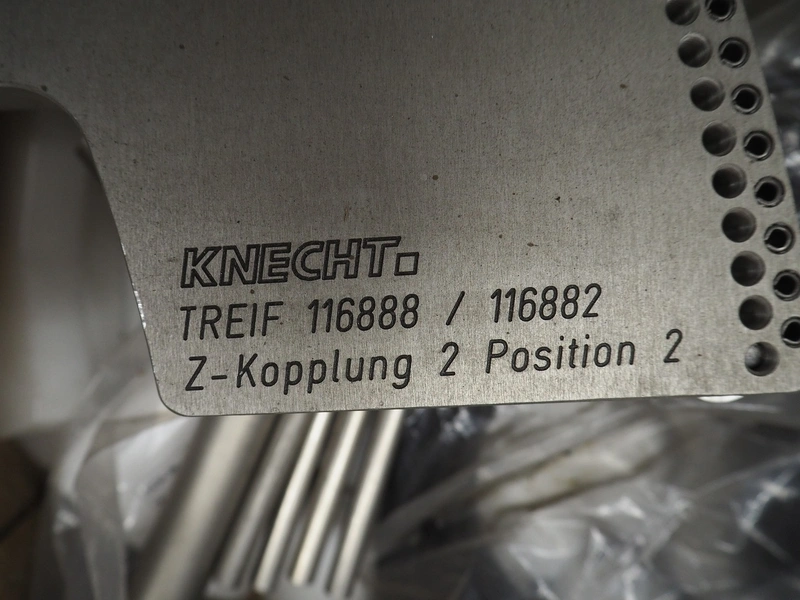 KNECHT
TREIF 116888 / 116882
Z-Kopplung 2 Position 2